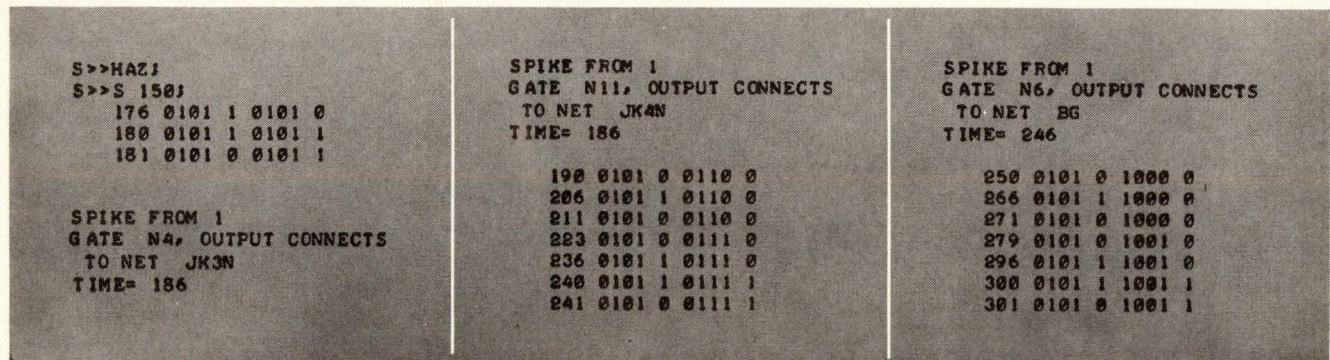 S>>HAZ;
S>>S 150;
176 0101 1 0101 0
180 0101 1 0101 1
181 0101 0 0101 1
SPIKE FROM 1
GATE N4, OUTPUT CONNECTS
TO NET JK3N
TIME= 186
SPIKE FROM 1
GATE N11, OUTPUT CONNECTS
TO NET JK4N
TIME= 186
190 0101 0 0110 0
206 0101 1 0110 0
211 0101 0 0110 0
223 0101 0 0111 0
236 0101 1 0111 0
240 0101 1 0111 1
241 0101 0 0111 1
SPIKE FROM 1
GATE N6, OUTPUT CONNECTS
TO NET BG
TIME= 246
250 0101 0 1000 0
266 0101 1 1000 0
271 0101 0 1000 0
279 0101 0 1001 0
296 0101 1 1001 0
300 0101 1 1001 1
301 0101 0 1001 1